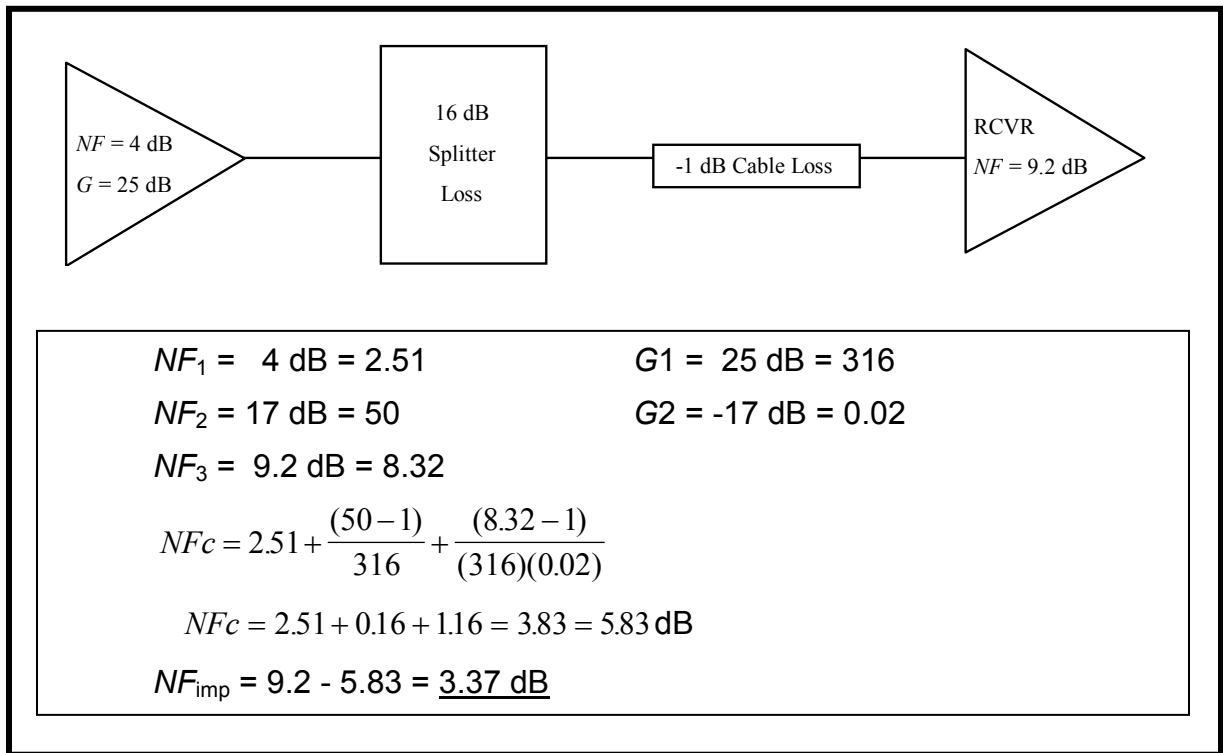 NF = 4 dB
G = 25 dB
16 dB
Splitter
Loss
-1 dB Cable Loss
RCVR
NF = 9.2 dB
NF₁ = 4 dB = 2.51 G1 = 25 dB = 316
NF₂ = 17 dB = 50 G2 = -17 dB = 0.02
NF₃ = 9.2 dB = 8.32
NFc = 2.51 + (50 − 1)/316 + (8.32 − 1)/(316)(0.02)
NFc = 2.51 + 0.16 + 1.16 = 3.83 = 5.83 dB
NFimp = 9.2 - 5.83 = 3.37 dB